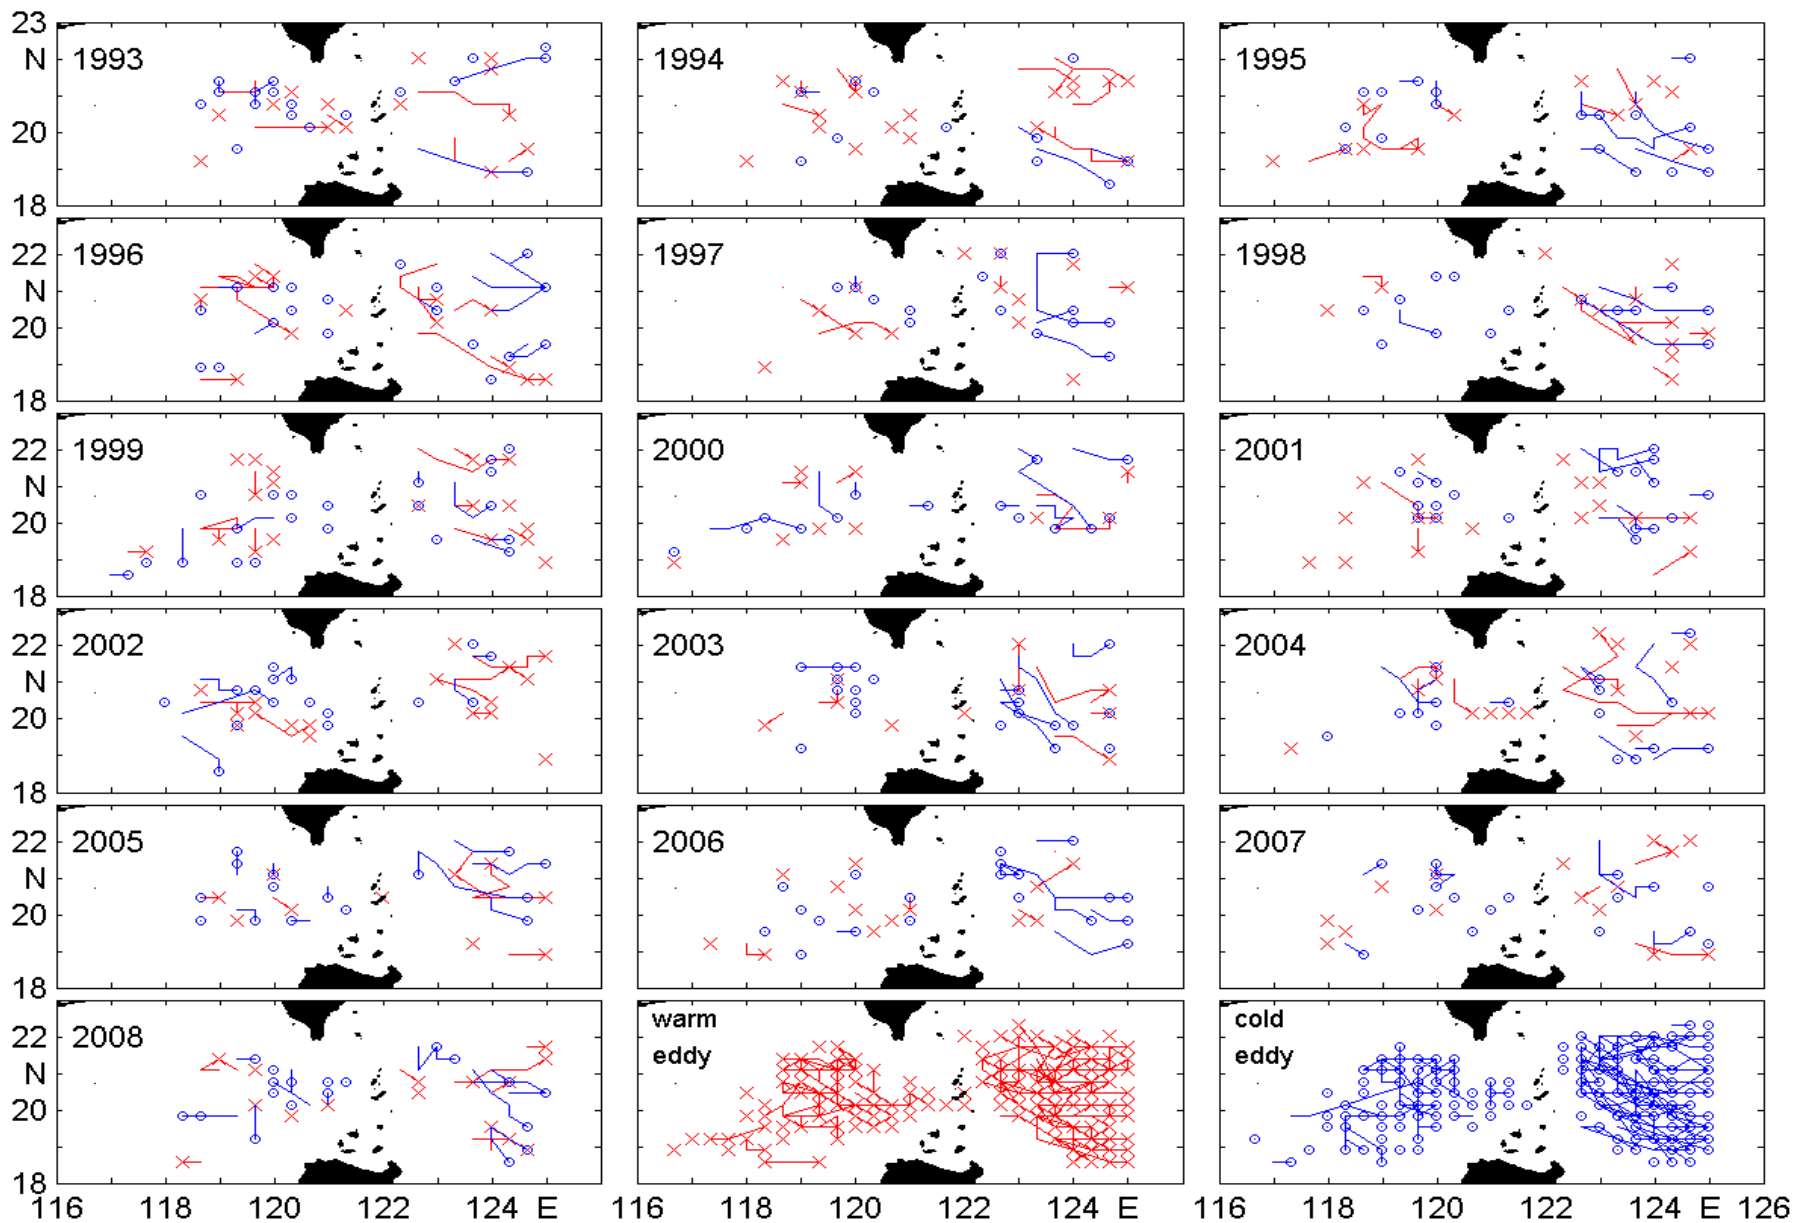 23
N 1993 1994 1995
20
18
22 1996 1997 1998
N
20
18
22 1999 2000 2001
N
20
18
22 2002 2003 2004
N
20
18
22 2005 2006 2007
N
20
18
22 2008 warm cold
N eddy eddy
20
18
116 118 120 122 124 E 116 118 120 122 124 E 116 118 120 122 124 E 126